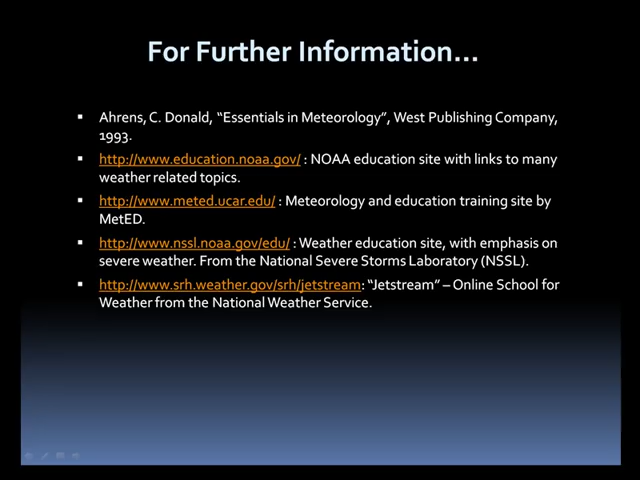 For Further Information...
▪ Ahrens, C. Donald, “Essentials in Meteorology”, West Publishing Company,
1993.
▪ http://www.education.noaa.gov/ : NOAA education site with links to many
weather related topics.
▪ http://www.meted.ucar.edu/ : Meteorology and education training site by
MetED.
▪ http://www.nssl.noaa.gov/edu/ : Weather education site, with emphasis on
severe weather. From the National Severe Storms Laboratory (NSSL).
▪ http://www.srh.weather.gov/srh/jetstream: “Jetstream” – Online School for
Weather from the National Weather Service.